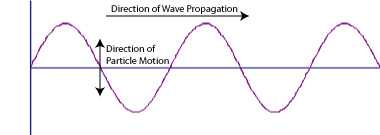 Direction of Wave Propagation
Direction of
Particle Motion